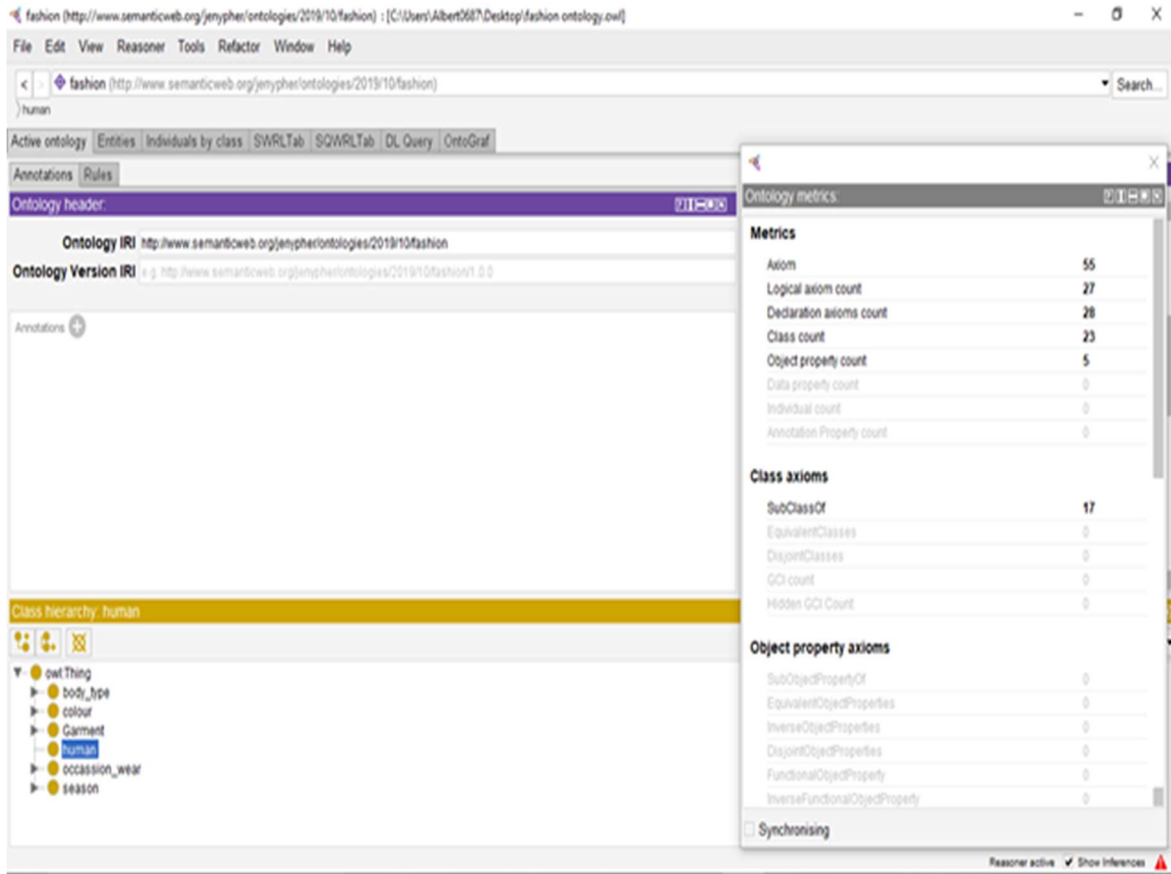 fashion (http://www.semanticweb.org/jenypher/ontologies/2019/10/fashion) : [C:\Users\Albert0687\Desktop\fashion ontology.owl]
File Edit View Reasoner Tools Refactor Window Help
< > fashion (http://www.semanticweb.org/jenypher/ontologies/2019/10/fashion) Search...
human
Active ontology Entities Individuals by class SWRLTab SQWRLTab DL Query OntoGraf
Annotations Rules
Ontology header:
Ontology IRI http://www.semanticweb.org/jenypher/ontologies/2019/10/fashion
Ontology Version IRI e.g. http://www.semanticweb.org/jenypher/ontologies/2019/10/fashion/1.0.0
Annotations
Class hierarchy: human
owl:Thing
body_type
colour
Garment
human
occassion_wear
season
Ontology metrics:
Metrics
Axiom 55
Logical axiom count 27
Declaration axioms count 28
Class count 23
Object property count 5
Data property count 0
Individual count 0
Annotation Property count 0
Class axioms
SubClassOf 17
EquivalentClasses 0
DisjointClasses 0
GCI count 0
Hidden GCI Count 0
Object property axioms
SubObjectPropertyOf 0
EquivalentObjectProperties 0
InverseObjectProperties 0
DisjointObjectProperties 0
FunctionalObjectProperty 0
InverseFunctionalObjectProperty 0
Synchronising
Reasoner active Show Inferences